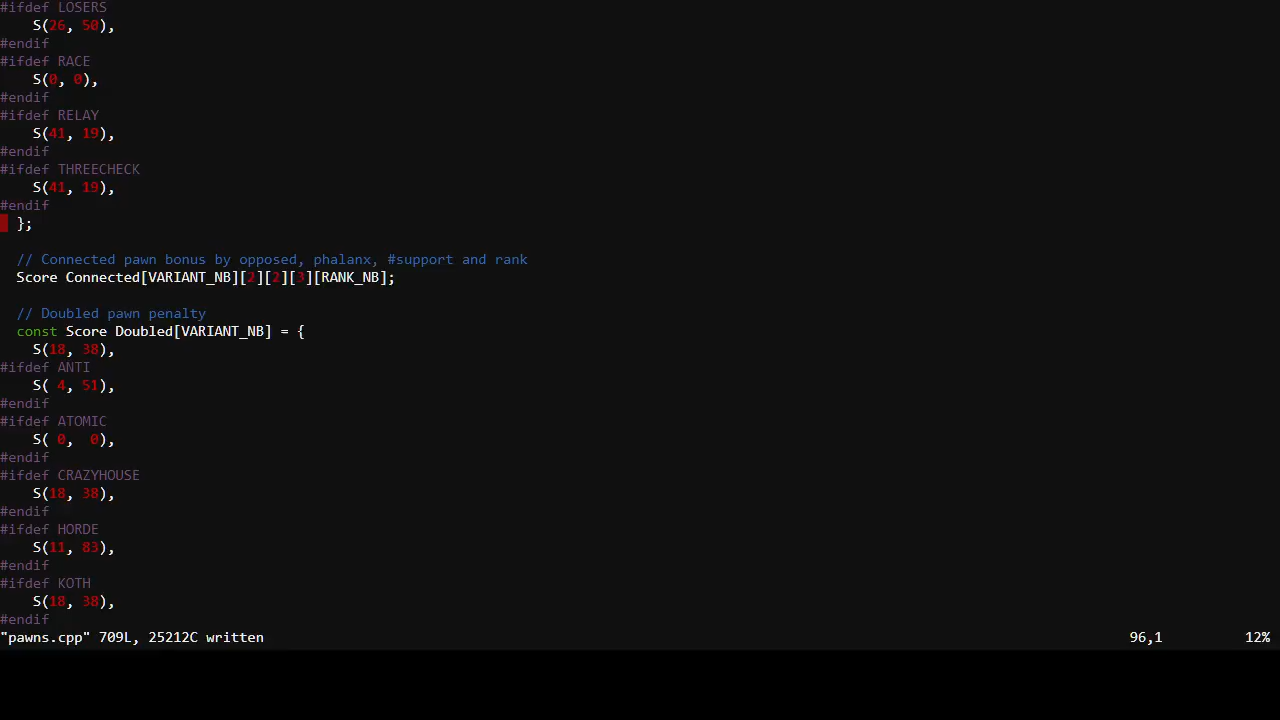 #ifdef LOSERS
    S(26, 50),
#endif
#ifdef RACE
    S(0, 0),
#endif
#ifdef RELAY
    S(41, 19),
#endif
#ifdef THREECHECK
    S(41, 19),
#endif
  };
  // Connected pawn bonus by opposed, phalanx, #support and rank
  Score Connected[VARIANT_NB][2][2][3][RANK_NB];
  // Doubled pawn penalty
  const Score Doubled[VARIANT_NB] = {
    S(18, 38),
#ifdef ANTI
    S( 4, 51),
#endif
#ifdef ATOMIC
    S( 0,  0),
#endif
#ifdef CRAZYHOUSE
    S(18, 38),
#endif
#ifdef HORDE
    S(11, 83),
#endif
#ifdef KOTH
    S(18, 38),
#endif
"pawns.cpp" 709L, 25212C written 96,1 12%